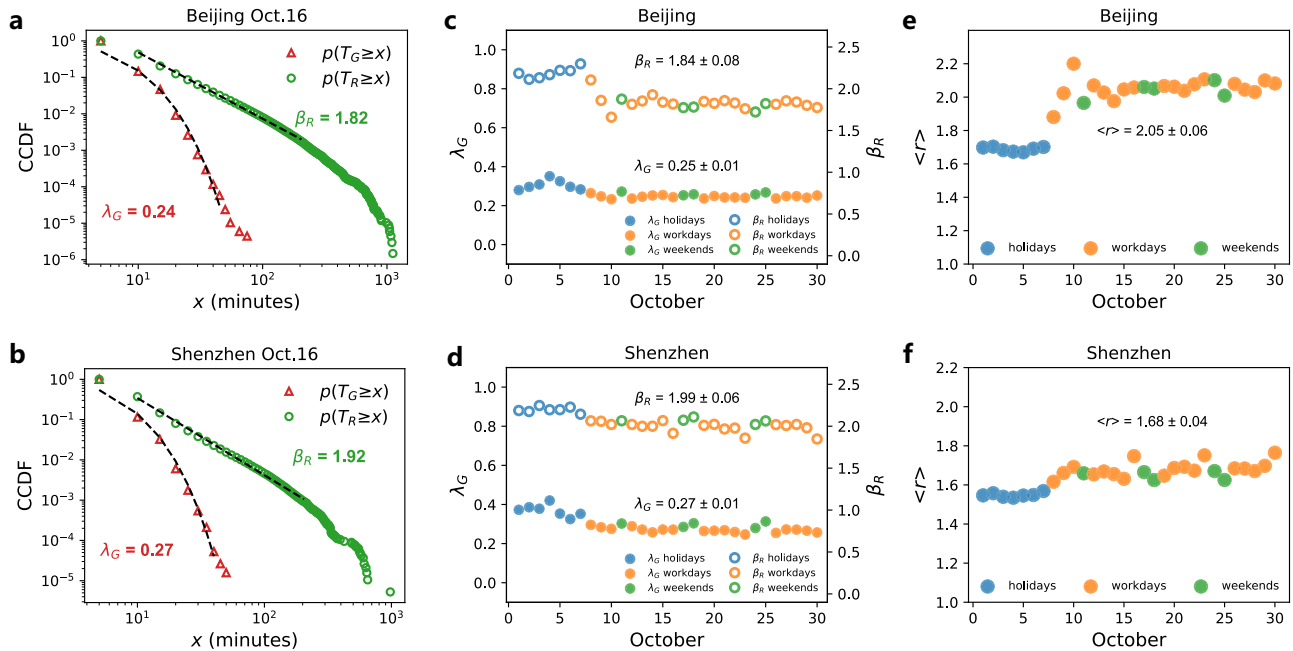 a
Beijing Oct.16
10^0
10^-1
10^-2
10^-3
10^-4
10^-5
10^-6
CCDF
p(T_G≥x)
p(T_R≥x)
β_R = 1.82
λ_G = 0.24
10^1
10^2
10^3
x (minutes)
c
Beijing
1.0
0.8
0.6
0.4
0.2
0.0
λ_G
β_R = 1.84 ± 0.08
λ_G = 0.25 ± 0.01
λ_G holidays
λ_G workdays
λ_G weekends
β_R holidays
β_R workdays
β_R weekends
2.5
2.0
1.5
1.0
0.5
0.0
β_R
0 5 10 15 20 25 30
October
e
Beijing
2.2
2.0
1.8
1.6
1.4
1.2
1.0
<r>
<r> = 2.05 ± 0.06
holidays workdays weekends
0 5 10 15 20 25 30
October
b
Shenzhen Oct.16
10^0
10^-1
10^-2
10^-3
10^-4
10^-5
CCDF
p(T_G≥x)
p(T_R≥x)
β_R = 1.92
λ_G = 0.27
10^1
10^2
10^3
x (minutes)
d
Shenzhen
1.0
0.8
0.6
0.4
0.2
0.0
λ_G
β_R = 1.99 ± 0.06
λ_G = 0.27 ± 0.01
λ_G holidays
λ_G workdays
λ_G weekends
β_R holidays
β_R workdays
β_R weekends
2.5
2.0
1.5
1.0
0.5
0.0
β_R
0 5 10 15 20 25 30
October
f
Shenzhen
2.2
2.0
1.8
1.6
1.4
1.2
1.0
<r>
<r> = 1.68 ± 0.04
holidays workdays weekends
0 5 10 15 20 25 30
October